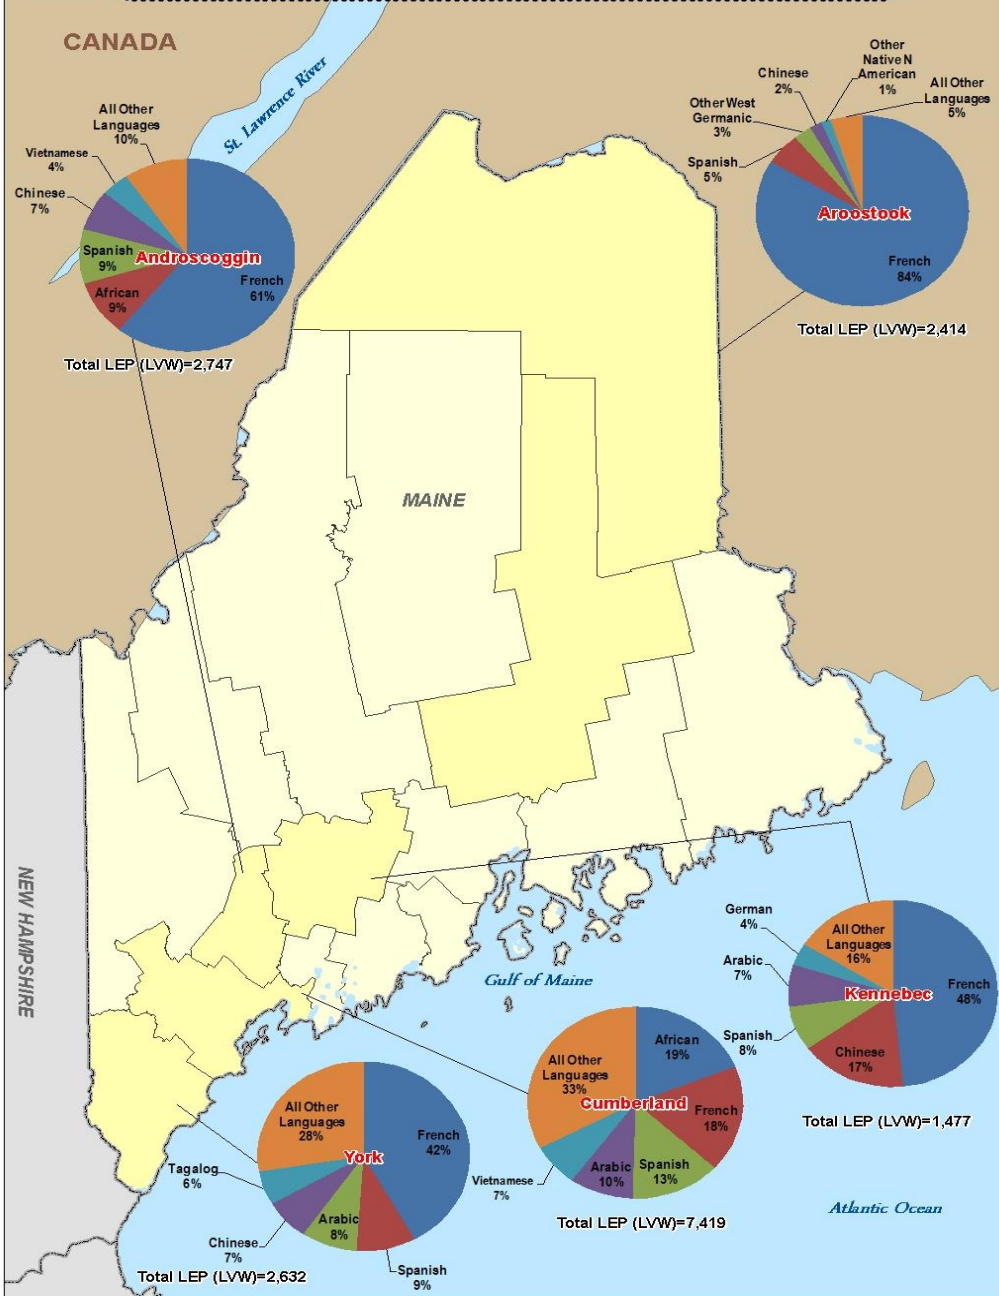 CANADA
St. Lawrence River
All Other
Languages
10%
Vietnamese
4%
Chinese
7%
Spanish
9%
African
9%
Androscoggin
French
61%
Total LEP (LVW)=2,747
Other
Native N
American
1%
Chinese
2%
All Other
Languages
5%
Other West
Germanic
3%
Spanish
5%
Aroostook
French
84%
Total LEP (LVW)=2,414
MAINE
NEW HAMPSHIRE
Gulf of Maine
German
4%
All Other
Languages
16%
Arabic
7%
Kennebec
French
48%
Spanish
8%
Chinese
17%
Total LEP (LVW)=1,477
All Other
Languages
33%
African
19%
Cumberland
French
18%
Vietnamese
7%
Arabic
10%
Spanish
13%
Total LEP (LVW)=7,419
All Other
Languages
28%
French
42%
York
Tagalog
6%
Arabic
8%
Chinese
7%
Spanish
9%
Total LEP (LVW)=2,632
Atlantic Ocean